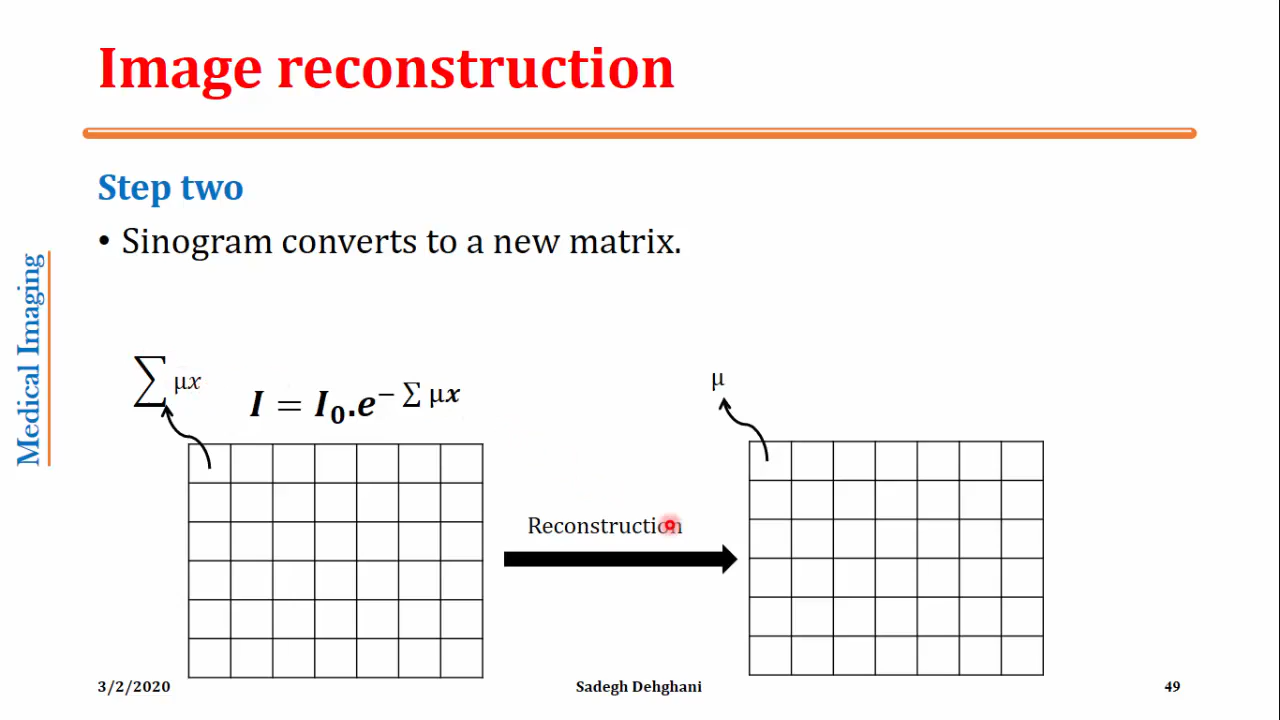 Image reconstruction
Step two
• Sinogram converts to a new matrix.
Medical Imaging
∑ μx
I = I₀.e^{− ∑ μx}
μ
Reconstruction
3/2/2020
Sadegh Dehghani
49